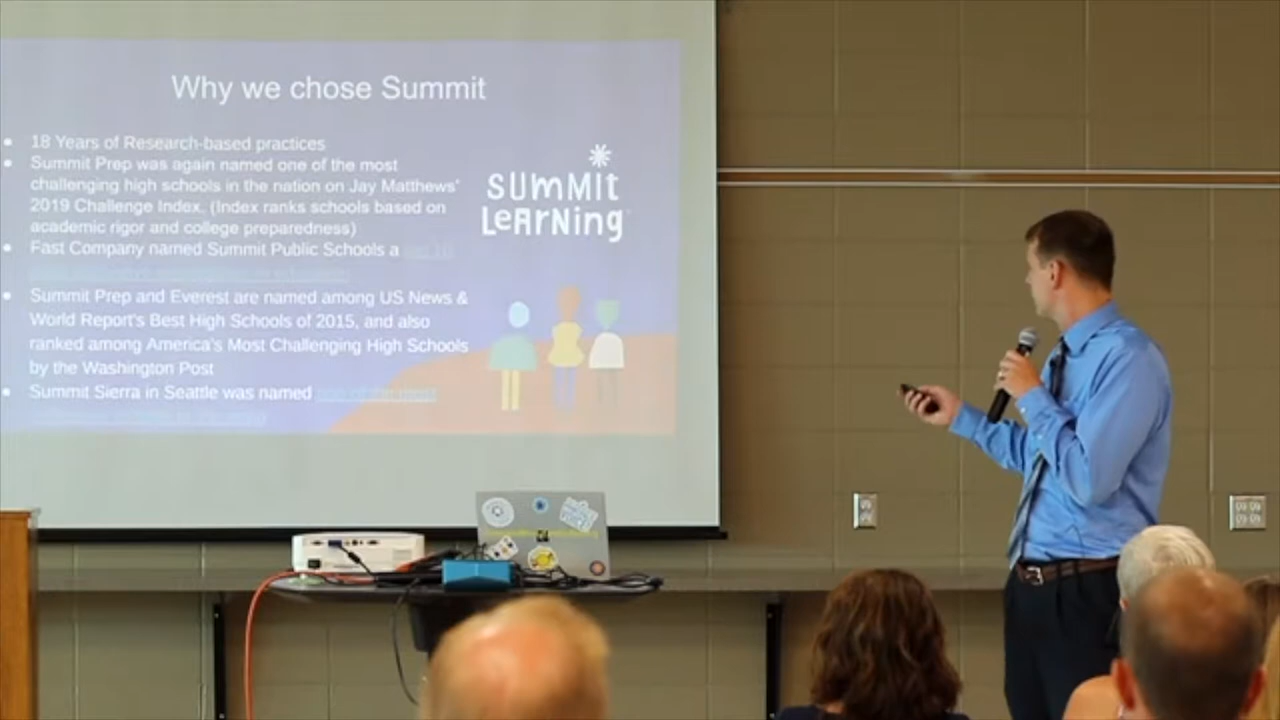 Why we chose Summit
18 Years of Research-based practices
Summit Prep was again named one of the most
challenging high schools in the nation on Jay Matthews'
2019 Challenge Index. (Index ranks schools based on
academic rigor and college preparedness)
Fast Company named Summit Public Schools a
Summit Prep and Everest are named among US News &
World Report's Best High Schools of 2015, and also
ranked among America's Most Challenging High Schools
by the Washington Post
Summit Sierra in Seattle was named
SUMMIT
LEARNING